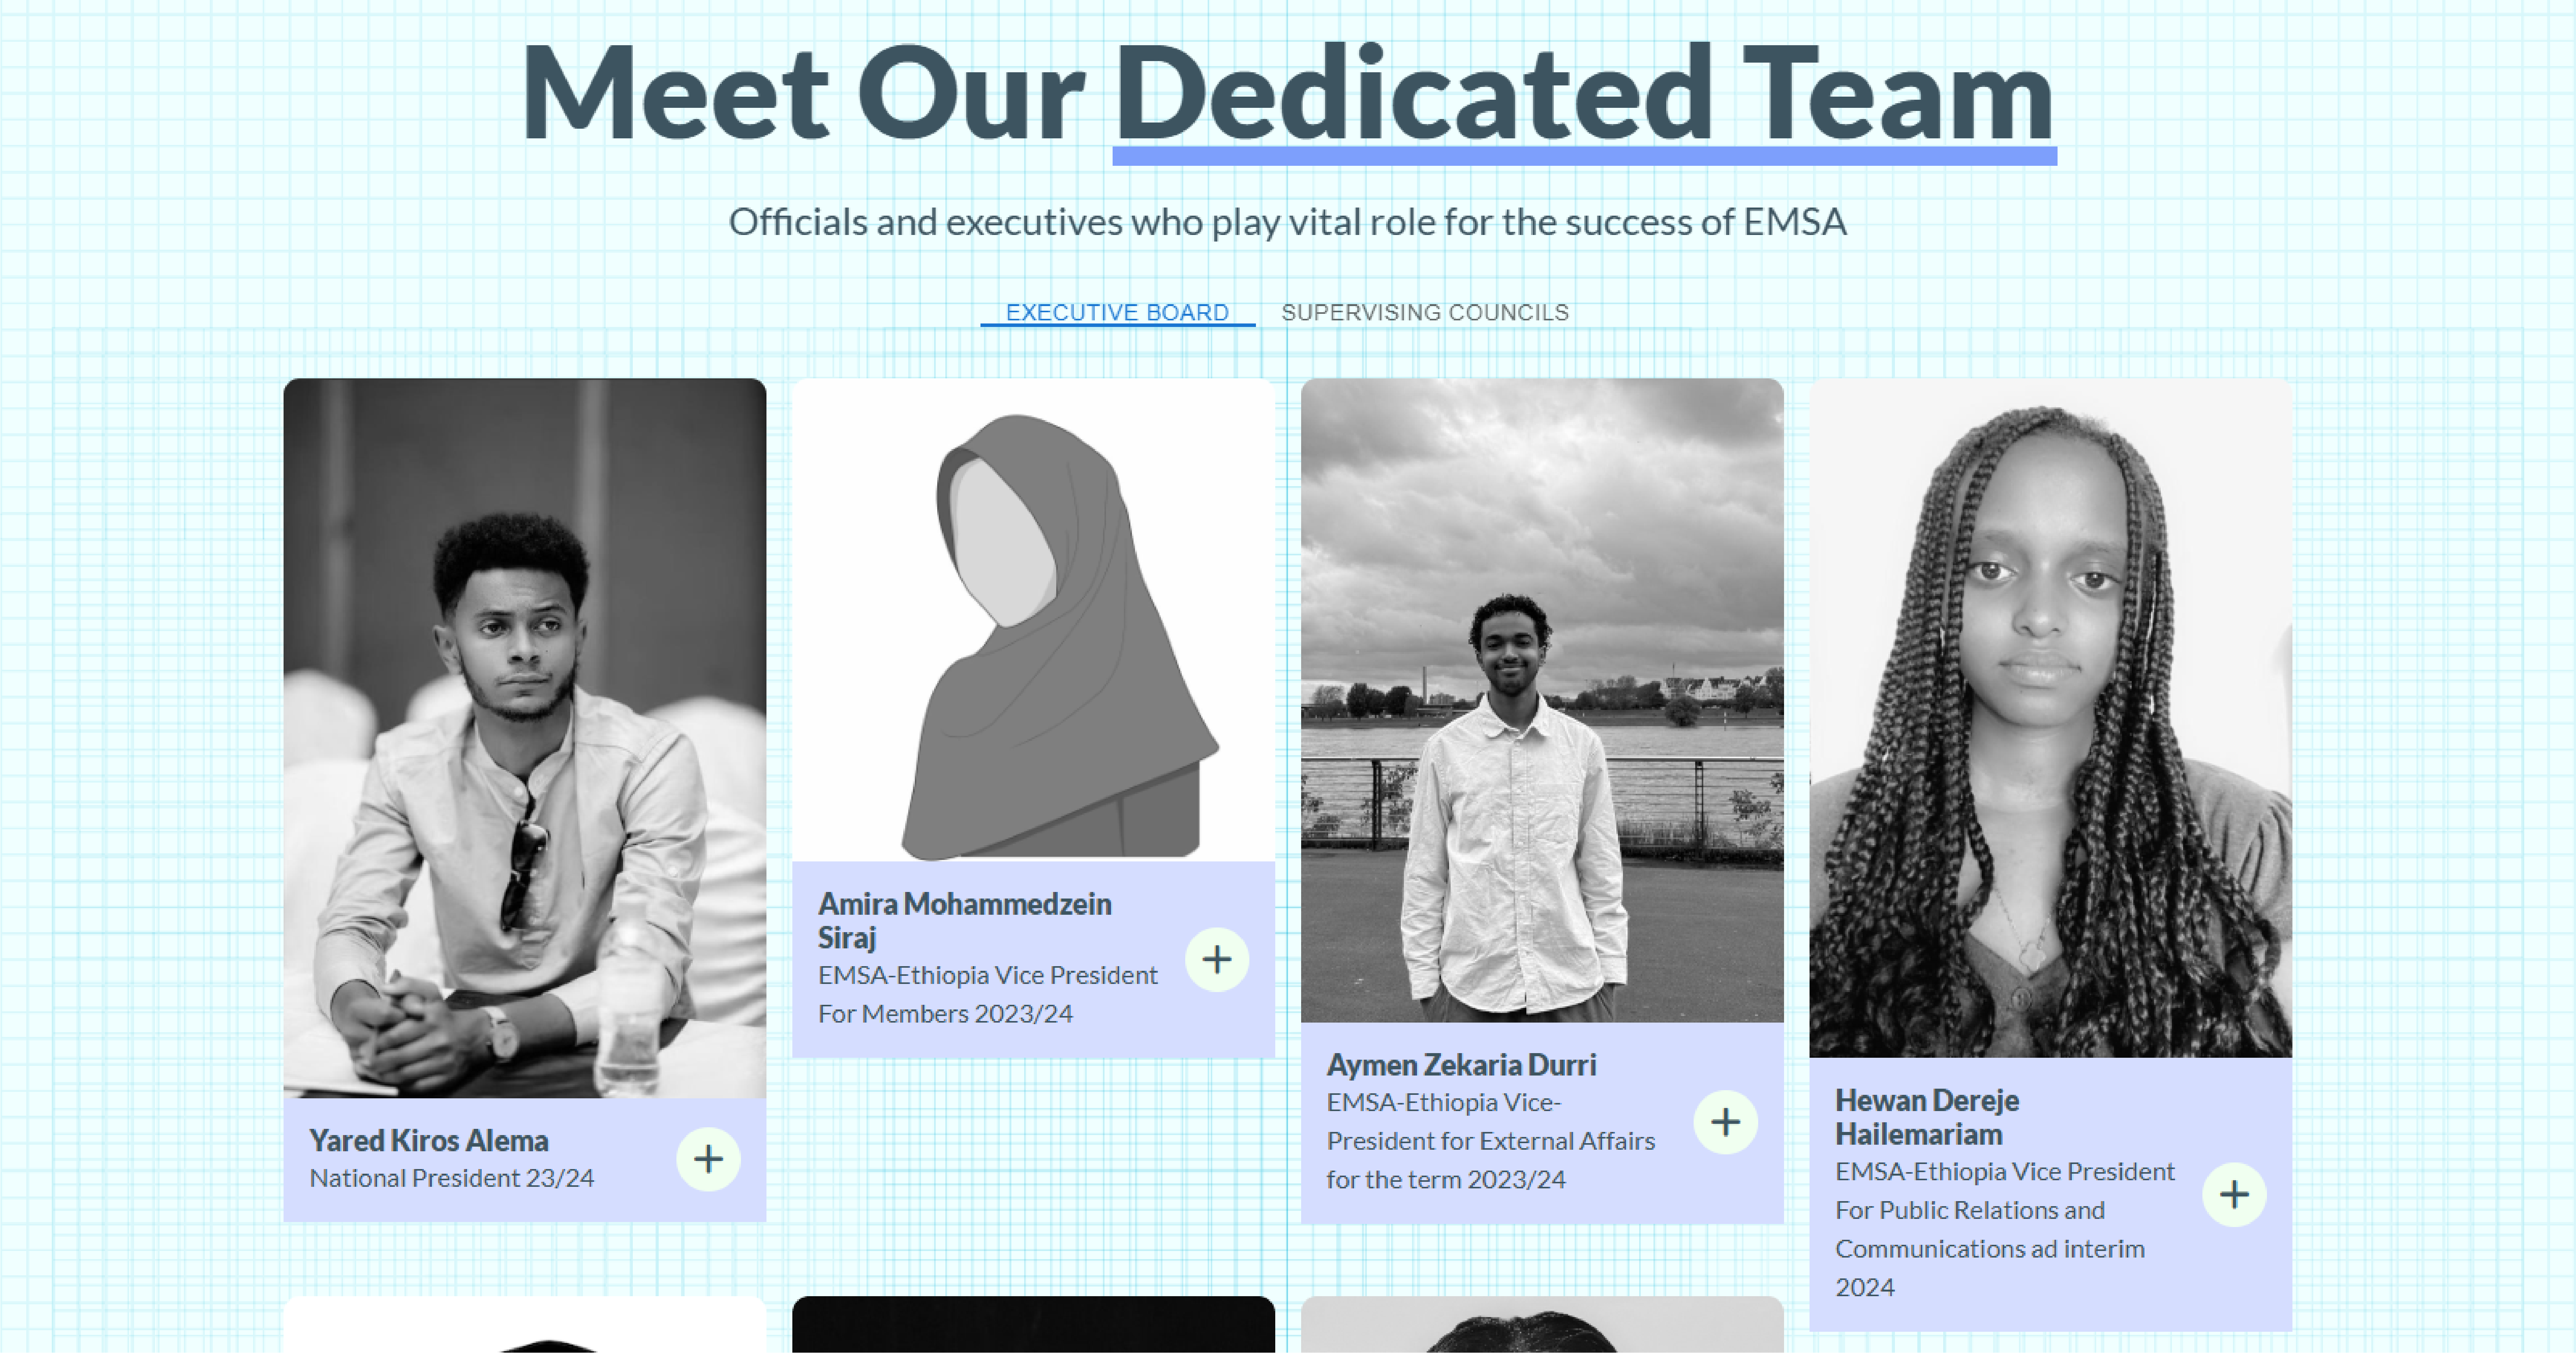 Meet Our Dedicated Team
Officials and executives who play vital role for the success of EMSA
EXECUTIVE BOARD
SUPERVISING COUNCILS
Yared Kiros Alema
National President 23/24
Amira Mohammedzein
Siraj
EMSA-Ethiopia Vice President
For Members 2023/24
Aymen Zekaria Durri
EMSA-Ethiopia Vice-
President for External Affairs
for the term 2023/24
Hewan Dereje
Hailemariam
EMSA-Ethiopia Vice President
For Public Relations and
Communications ad interim
2024